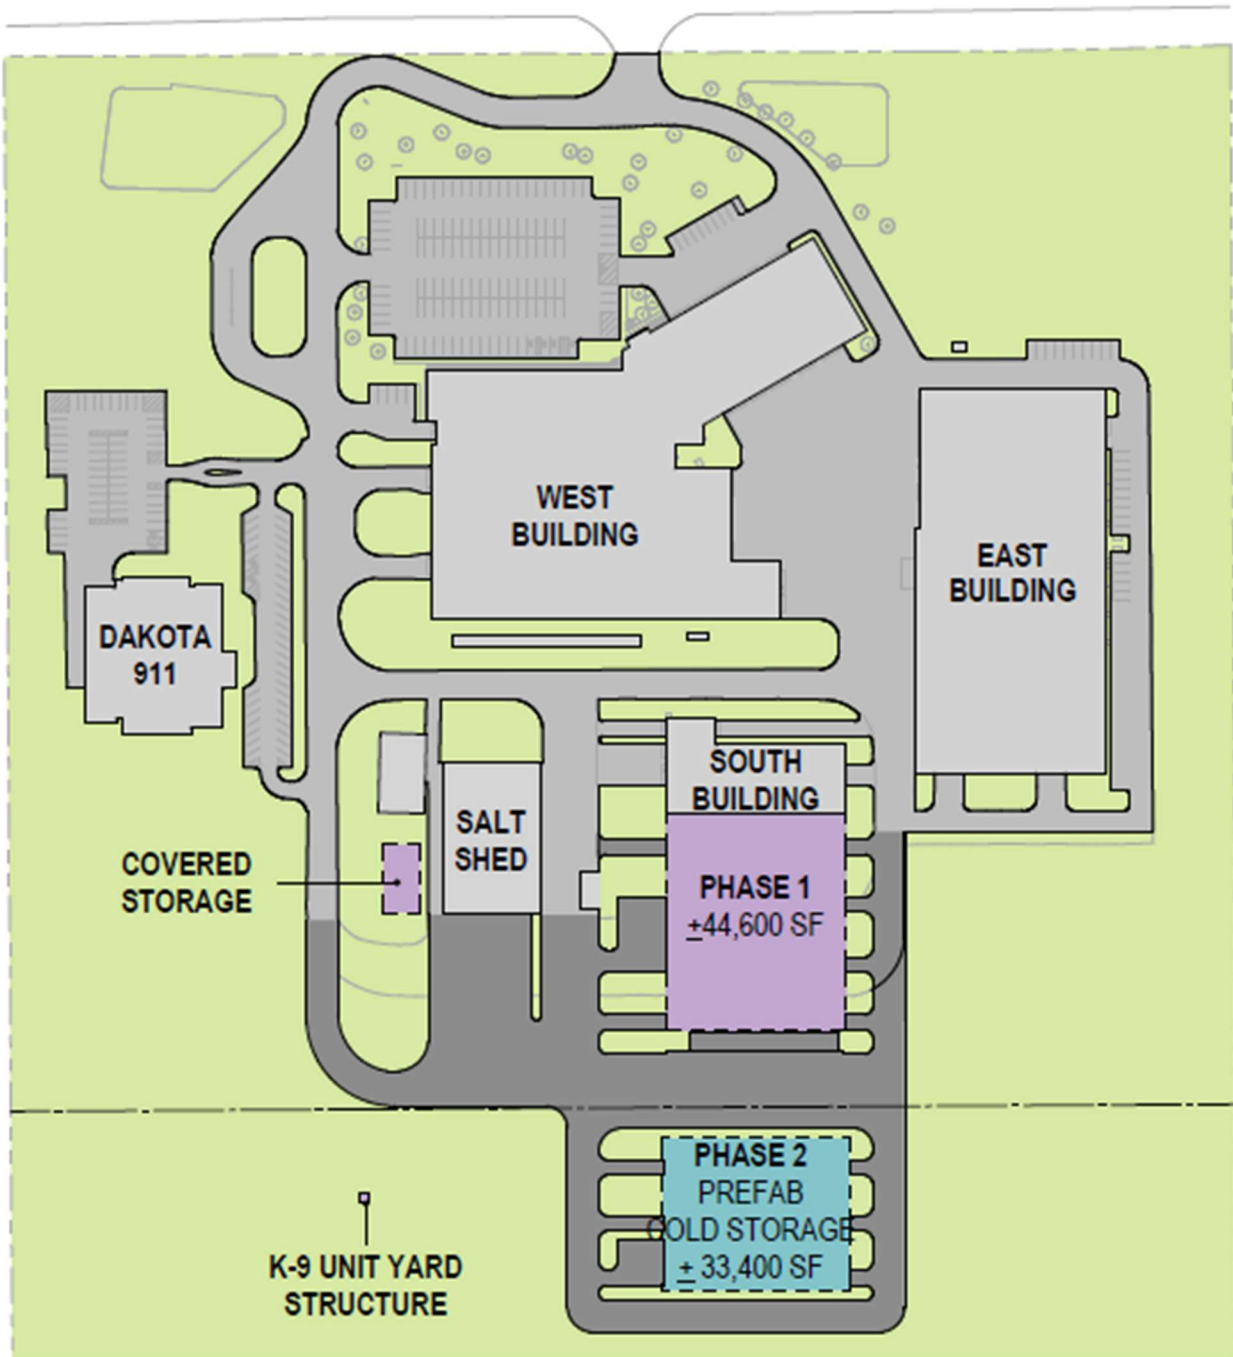 WEST
BUILDING
EAST
BUILDING
DAKOTA
911
SOUTH
BUILDING
SALT
SHED
COVERED
STORAGE
PHASE 1
±44,600 SF
PHASE 2
PREFAB
COLD STORAGE
± 33,400 SF
K-9 UNIT YARD
STRUCTURE